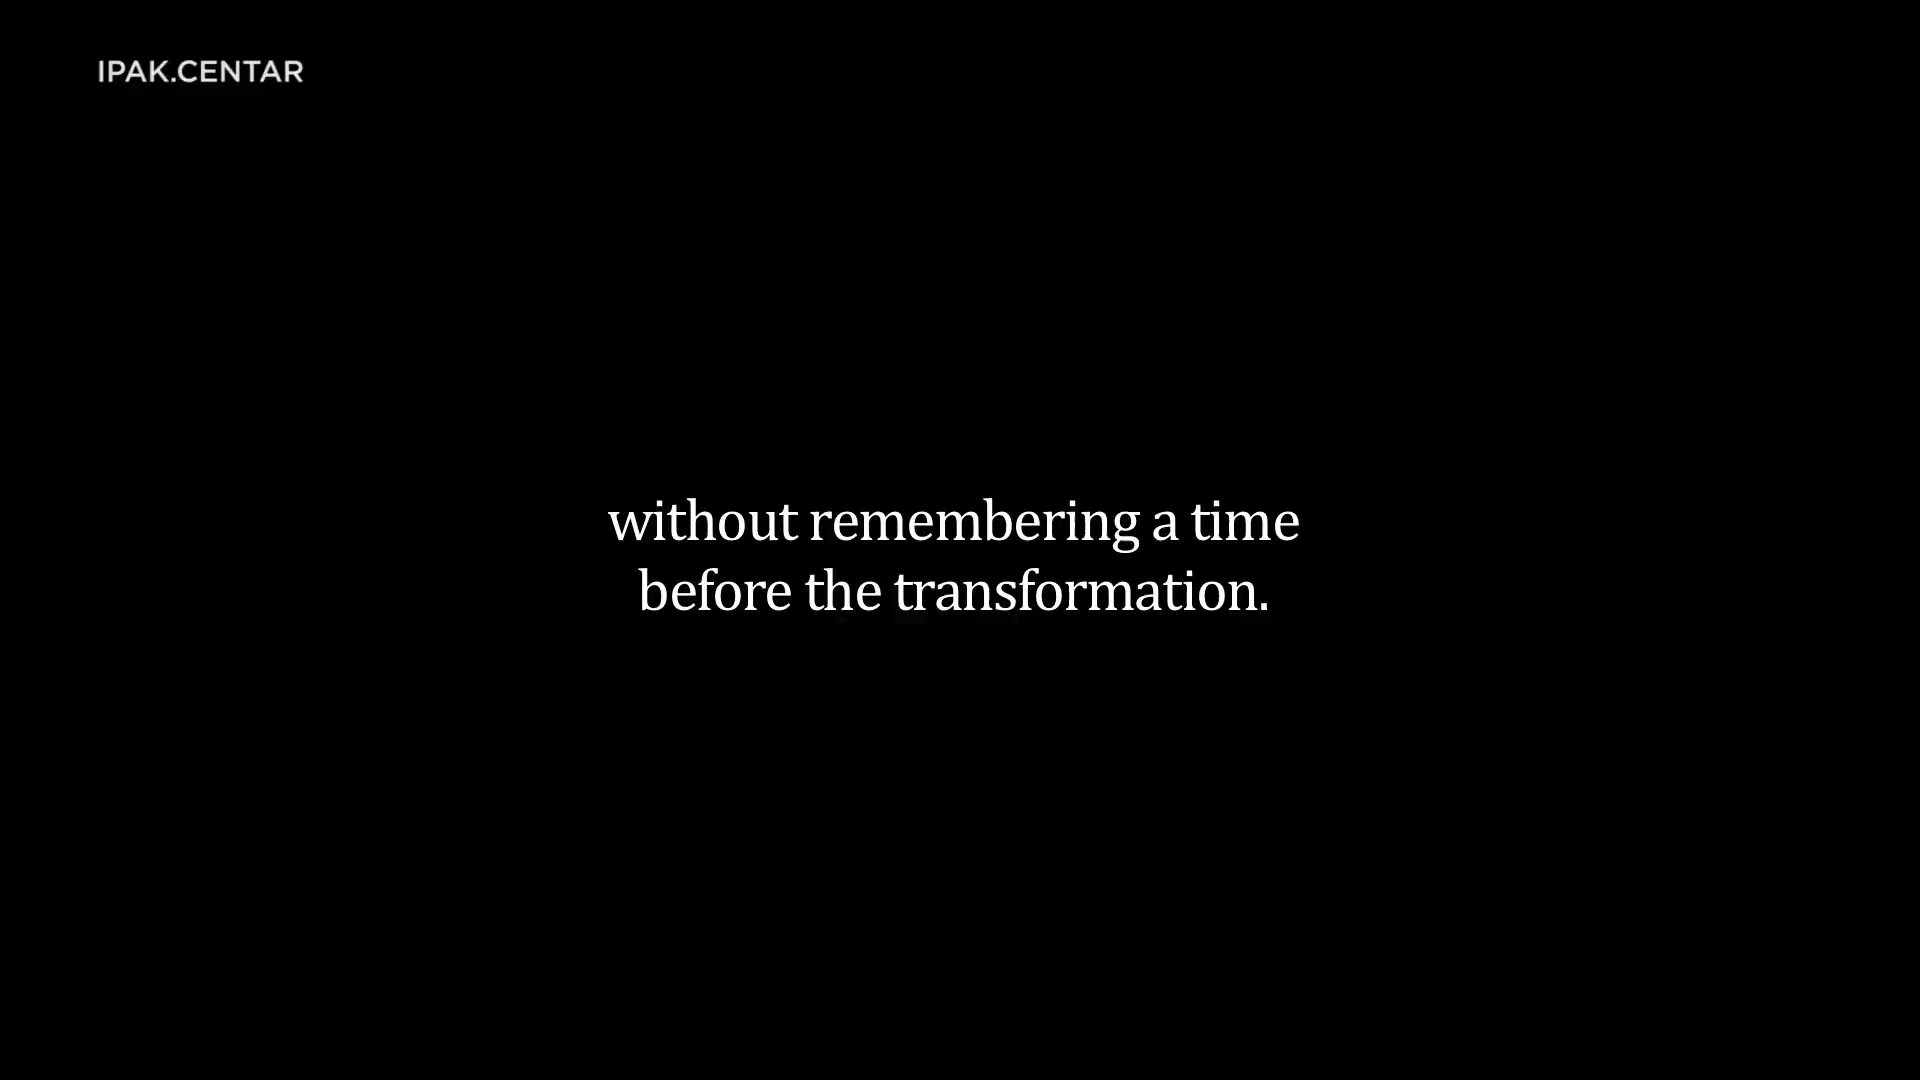 IPAK.CENTAR
without remembering a time
before the transformation.